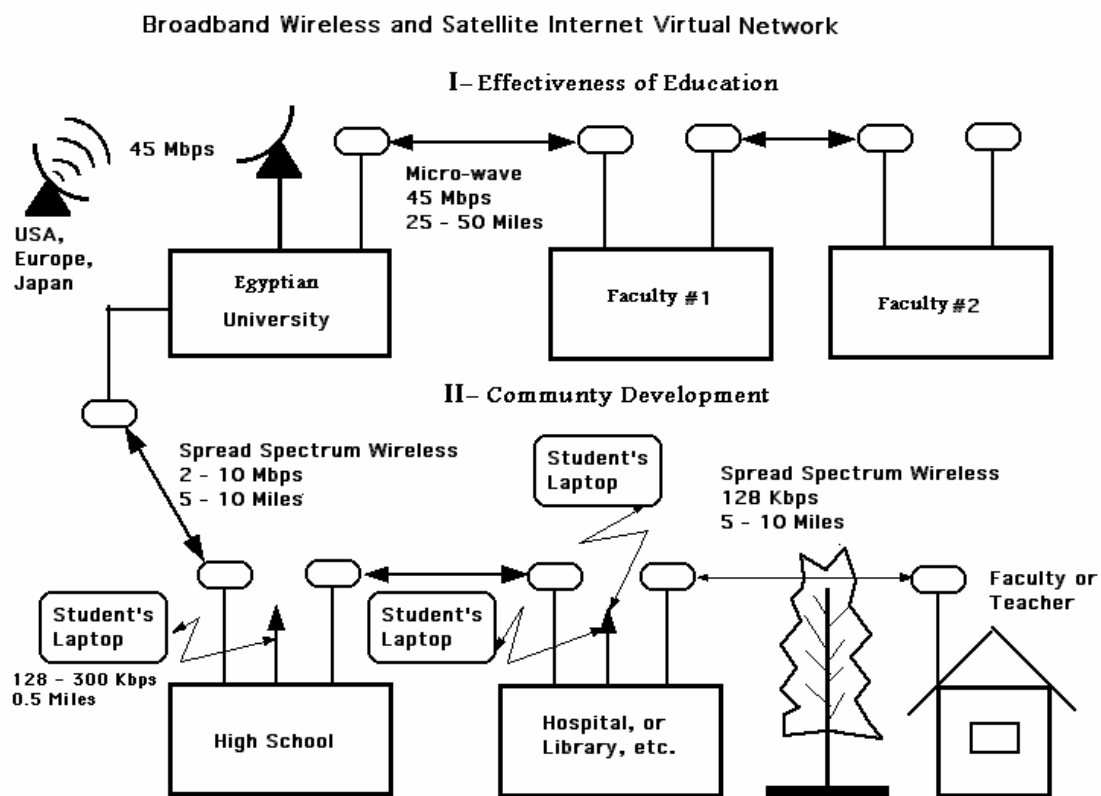 Broadband Wireless and Satellite Internet Virtual Network
I– Effectiveness of Education
45 Mbps
Micro-wave
45 Mbps
25 - 50 Miles
USA,
Europe,
Japan
Egyptian
University
Faculty #1
Faculty #2
II– Communty Development
Spread Spectrum Wireless
2 - 10 Mbps
5 - 10 Miles
Student's
Laptop
Spread Spectrum Wireless
128 Kbps
5 - 10 Miles
Student's
Laptop
128 - 300 Kbps
0.5 Miles
Student's
Laptop
Faculty or
Teacher
High School
Hospital, or
Library, etc.